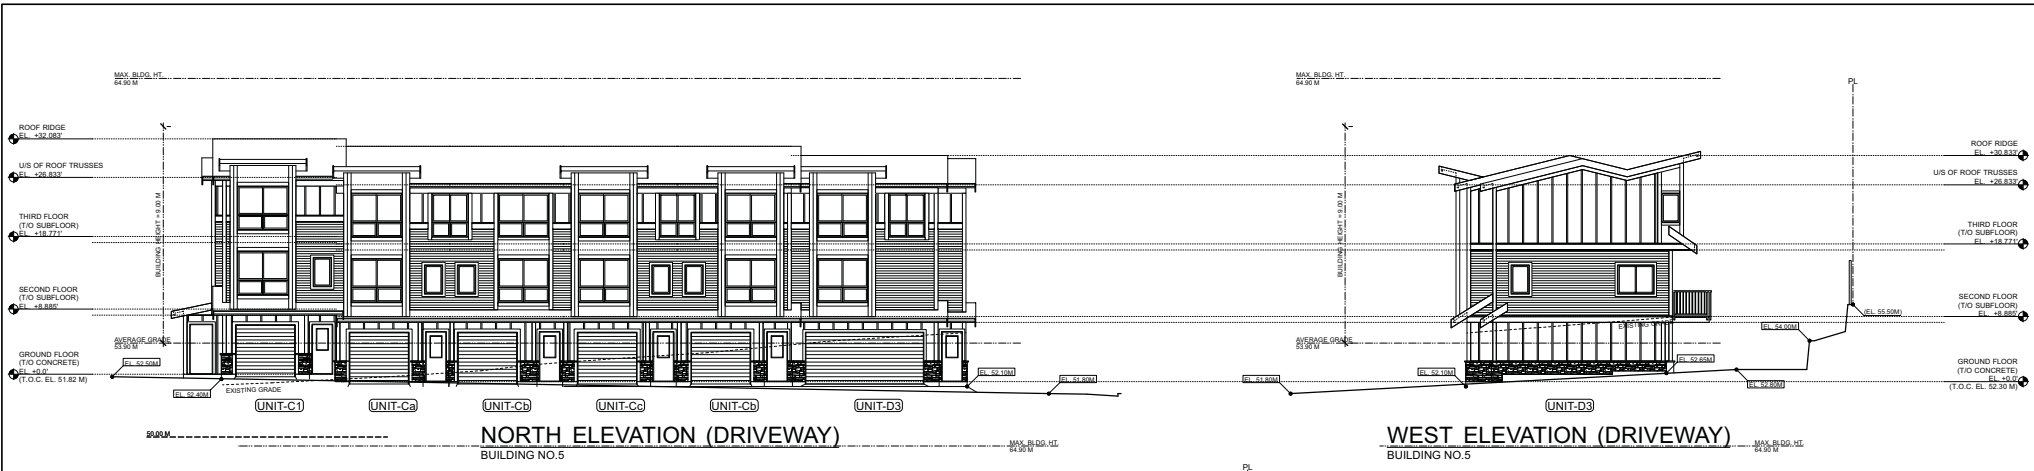 MAX. BLDG. HT.
64.90 M
ROOF RIDGE
EL. +32.083'
U/S OF ROOF TRUSSES
EL. +26.833'
BUILDING HEIGHT = 9.00 M
THIRD FLOOR
(T/O SUBFLOOR)
EL. +18.771'
SECOND FLOOR
(T/O SUBFLOOR)
EL. +8.885'
AVERAGE GRADE
53.90 M
GROUND FLOOR
(T/O CONCRETE)
EL. +0.0'
(T.O.C. EL. 51.82 M)
EL. 52.50M
EL. 52.40M
EXISTING GRADE
EL. 52.10M
EL. 51.80M
UNIT-C1
UNIT-Ca
UNIT-Cb
UNIT-Cc
UNIT-Cb
UNIT-D3
50.00 M
NORTH ELEVATION (DRIVEWAY)
BUILDING NO.5
MAX. BLDG. HT.
64.90 M
PL
MAX. BLDG. HT.
64.90 M
PL
ROOF RIDGE
EL. +30.833'
U/S OF ROOF TRUSSES
EL. +26.833'
BUILDING HEIGHT = 9.00 M
THIRD FLOOR
(T/O SUBFLOOR)
EL. +18.771'
SECOND FLOOR
(T/O SUBFLOOR)
EL. +8.885'
(EL. 55.50M)
EXISTING GRADE
EL. 54.00M
AVERAGE GRADE
53.90 M
EL. 52.65M
EL. 52.10M
EL. 51.80M
EL. 52.80M
GROUND FLOOR
(T/O CONCRETE)
EL. +0.0'
(T.O.C. EL. 52.30 M)
UNIT-D3
WEST ELEVATION (DRIVEWAY)
BUILDING NO.5
MAX. BLDG. HT.
64.90 M